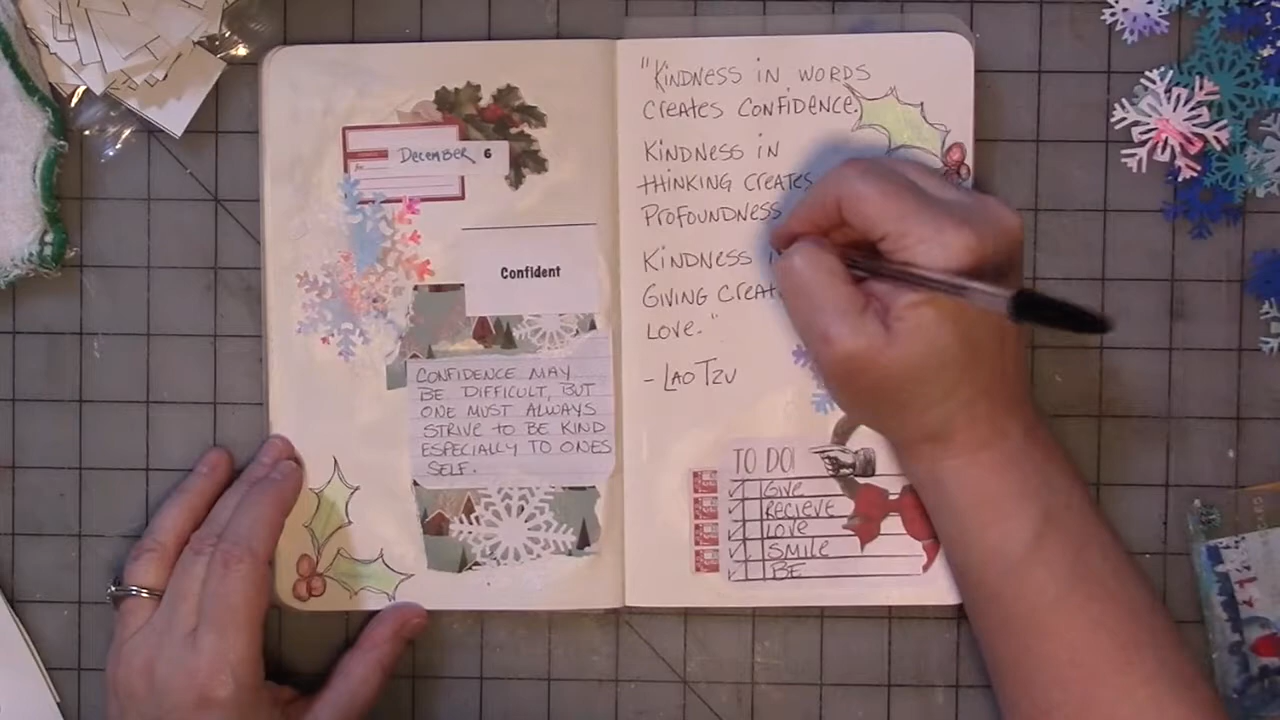 December 6
Confident
CONFIDENCE MAY
BE DIFFICULT, BUT
ONE MUST ALWAYS
STRIVE TO BE KIND
ESPECIALLY TO ONES
SELF.
"KINDNESS IN WORDS
CREATES CONFIDENCE,
KINDNESS IN
THINKING CREATES
PROFOUNDNESS
KINDNESS
GIVING
LOVE."
- LAO TZU
TO DO!
GIVE
RECIEVE
LOVE
SMILE
BE